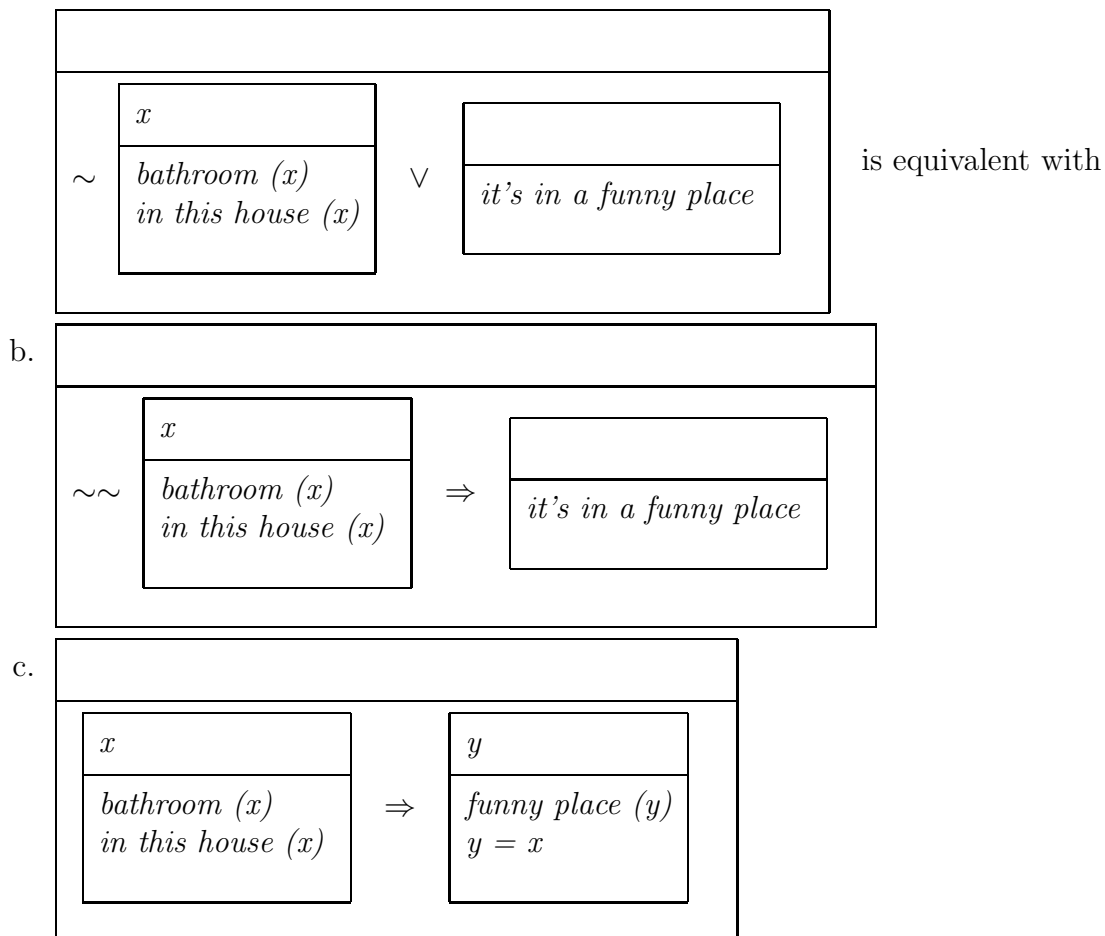 x
∼ bathroom (x) ∨ it's in a funny place is equivalent with
in this house (x)
b.
x
∼∼ bathroom (x) ⇒ it's in a funny place
in this house (x)
c.
x y
bathroom (x) ⇒ funny place (y)
in this house (x) y = x